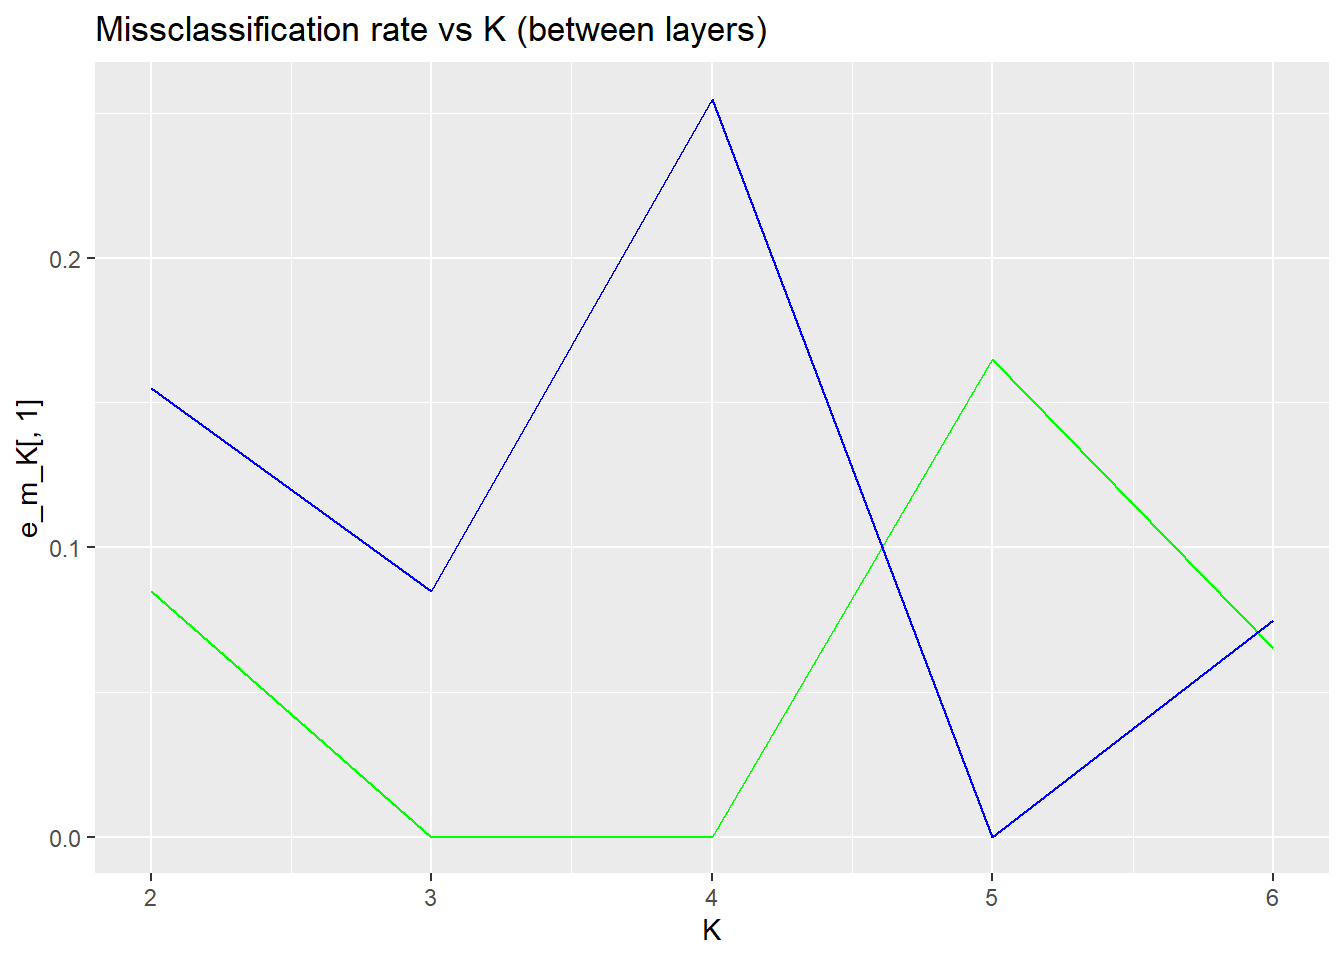 Missclassification rate vs K (between layers)
e_m_K[, 1]
0.2
0.1
0.0
2 3 4 5 6
K